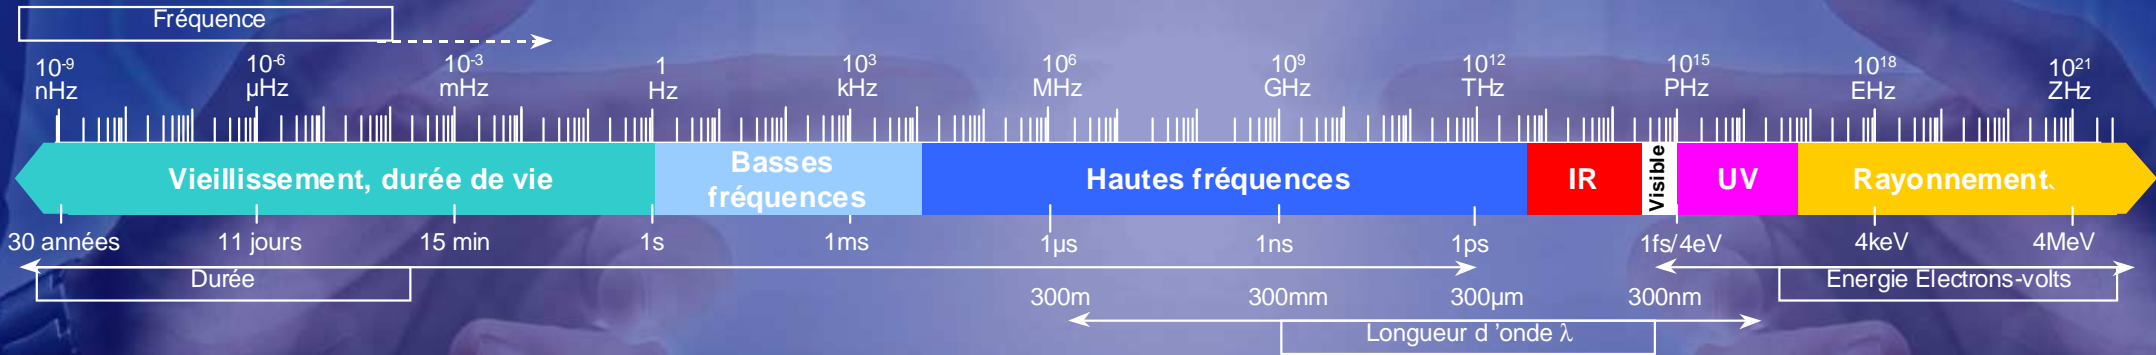 Fréquence
10-9 10-6 10-3 1 103 106 109 1012 1015 1018 1021
nHz µHz mHz Hz kHz MHz GHz THz PHz EHz ZHz
Vieillissement, durée de vie
Basses
fréquences
Hautes fréquences
IR
Visible
UV
Rayonnement
30 années 11 jours 15 min 1s 1ms 1µs 1ns 1ps 1fs/4eV 4keV 4MeV
Durée
Energie Electrons-volts
300m 300mm 300µm 300nm
Longueur d 'onde λ